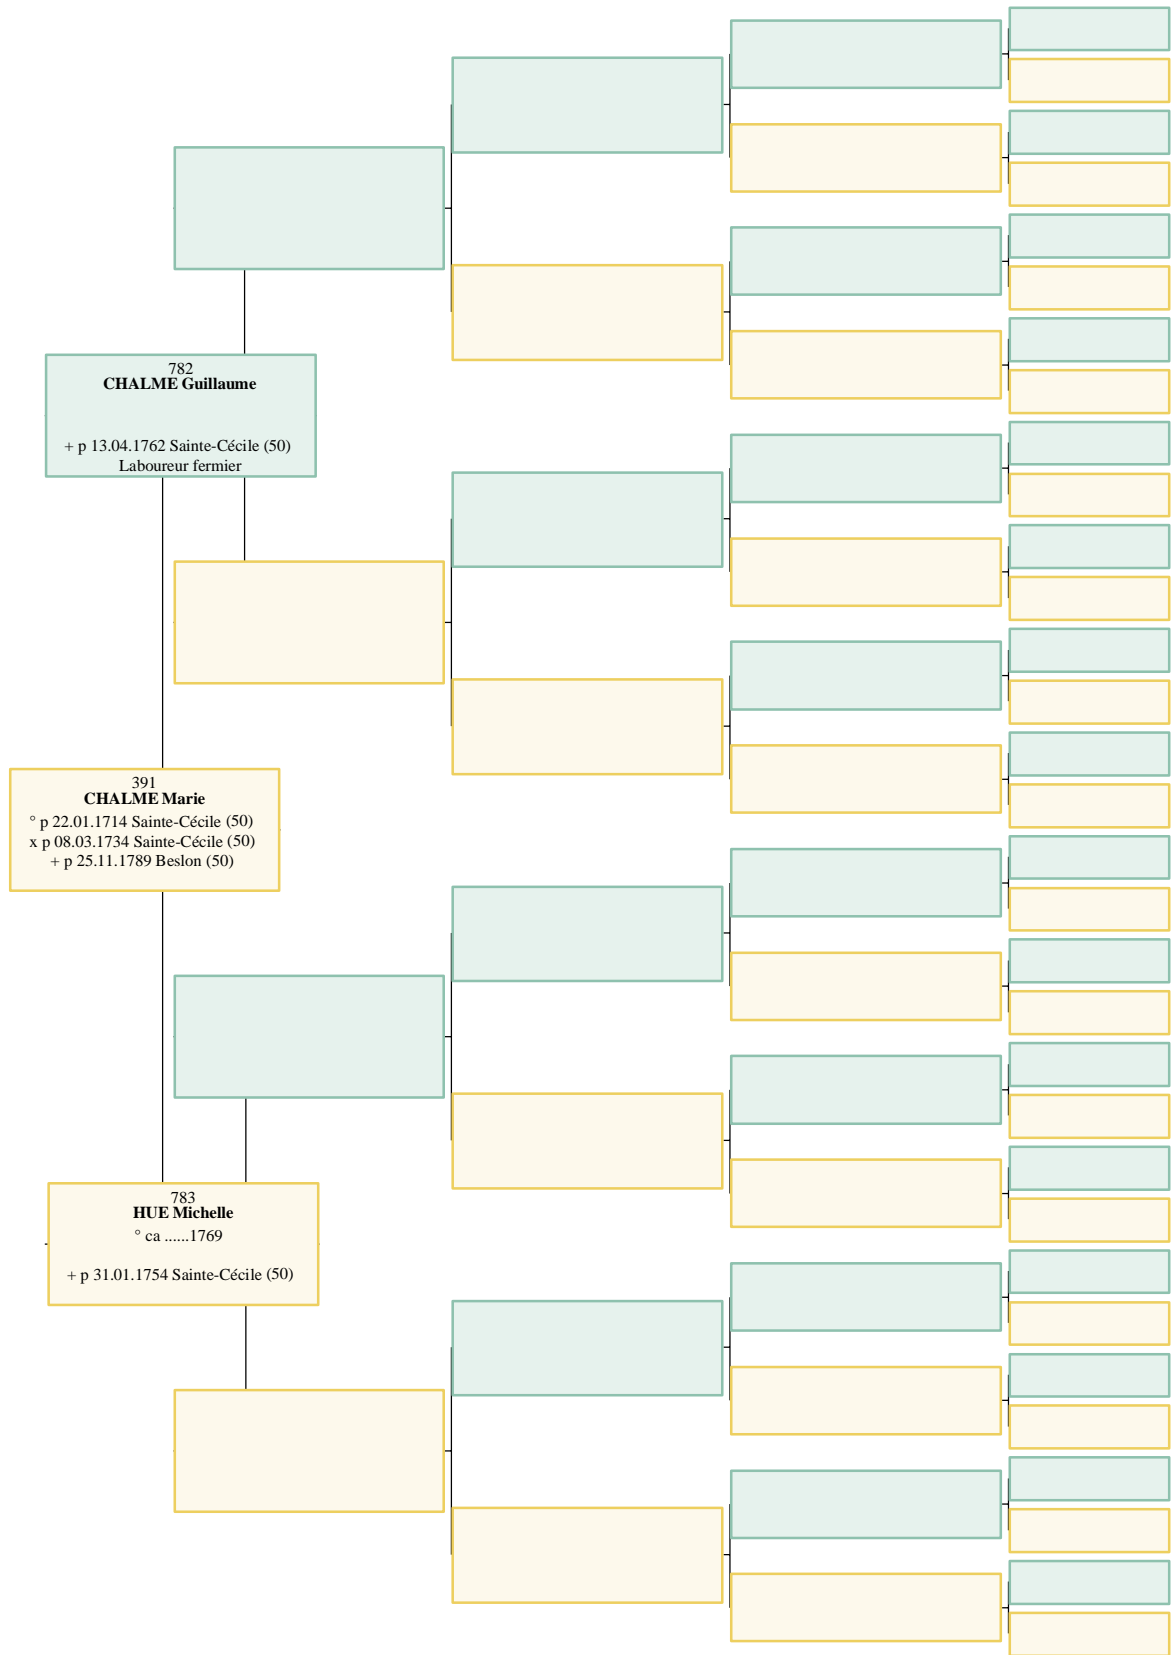 782
CHALME Guillaume
+ p 13.04.1762 Sainte-Cécile (50)
Laboureur fermier
391
CHALME Marie
° p 22.01.1714 Sainte-Cécile (50)
x p 08.03.1734 Sainte-Cécile (50)
+ p 25.11.1789 Beslon (50)
783
HUE Michelle
° ca ......1769
+ p 31.01.1754 Sainte-Cécile (50)